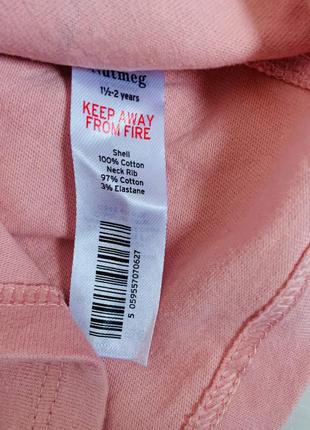 Nutmeg
1½-2 years
KEEP AWAY
FROM FIRE
Shell
100% Cotton
Neck Rib
97% Cotton
3% Elastane
5 059557 070627